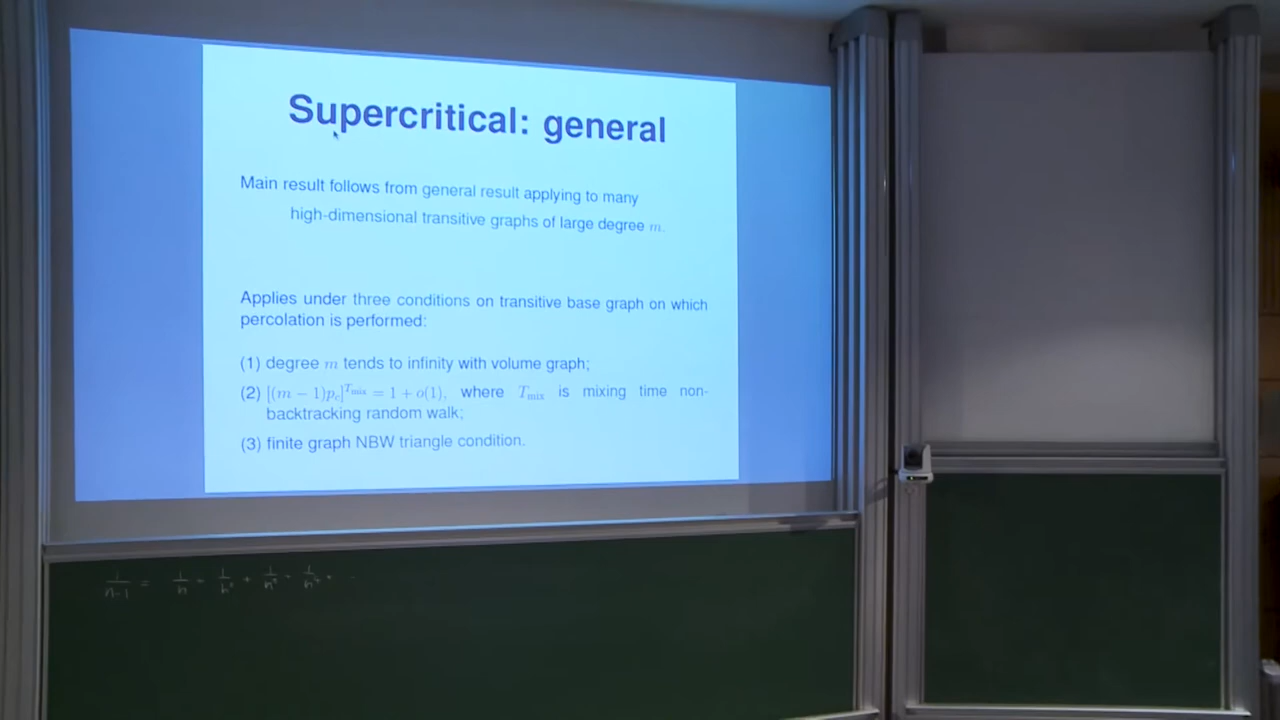 Supercritical: general
Main result follows from general result applying to many
high-dimensional transitive graphs of large degree m.
Applies under three conditions on transitive base graph on which
percolation is performed:
(1) degree m tends to infinity with volume graph;
(2) [(m − 1)p_c]^{T_mix} = 1 + o(1), where T_mix is mixing time non-
backtracking random walk;
(3) finite graph NBW triangle condition.
1/(n-1) = 1/n -